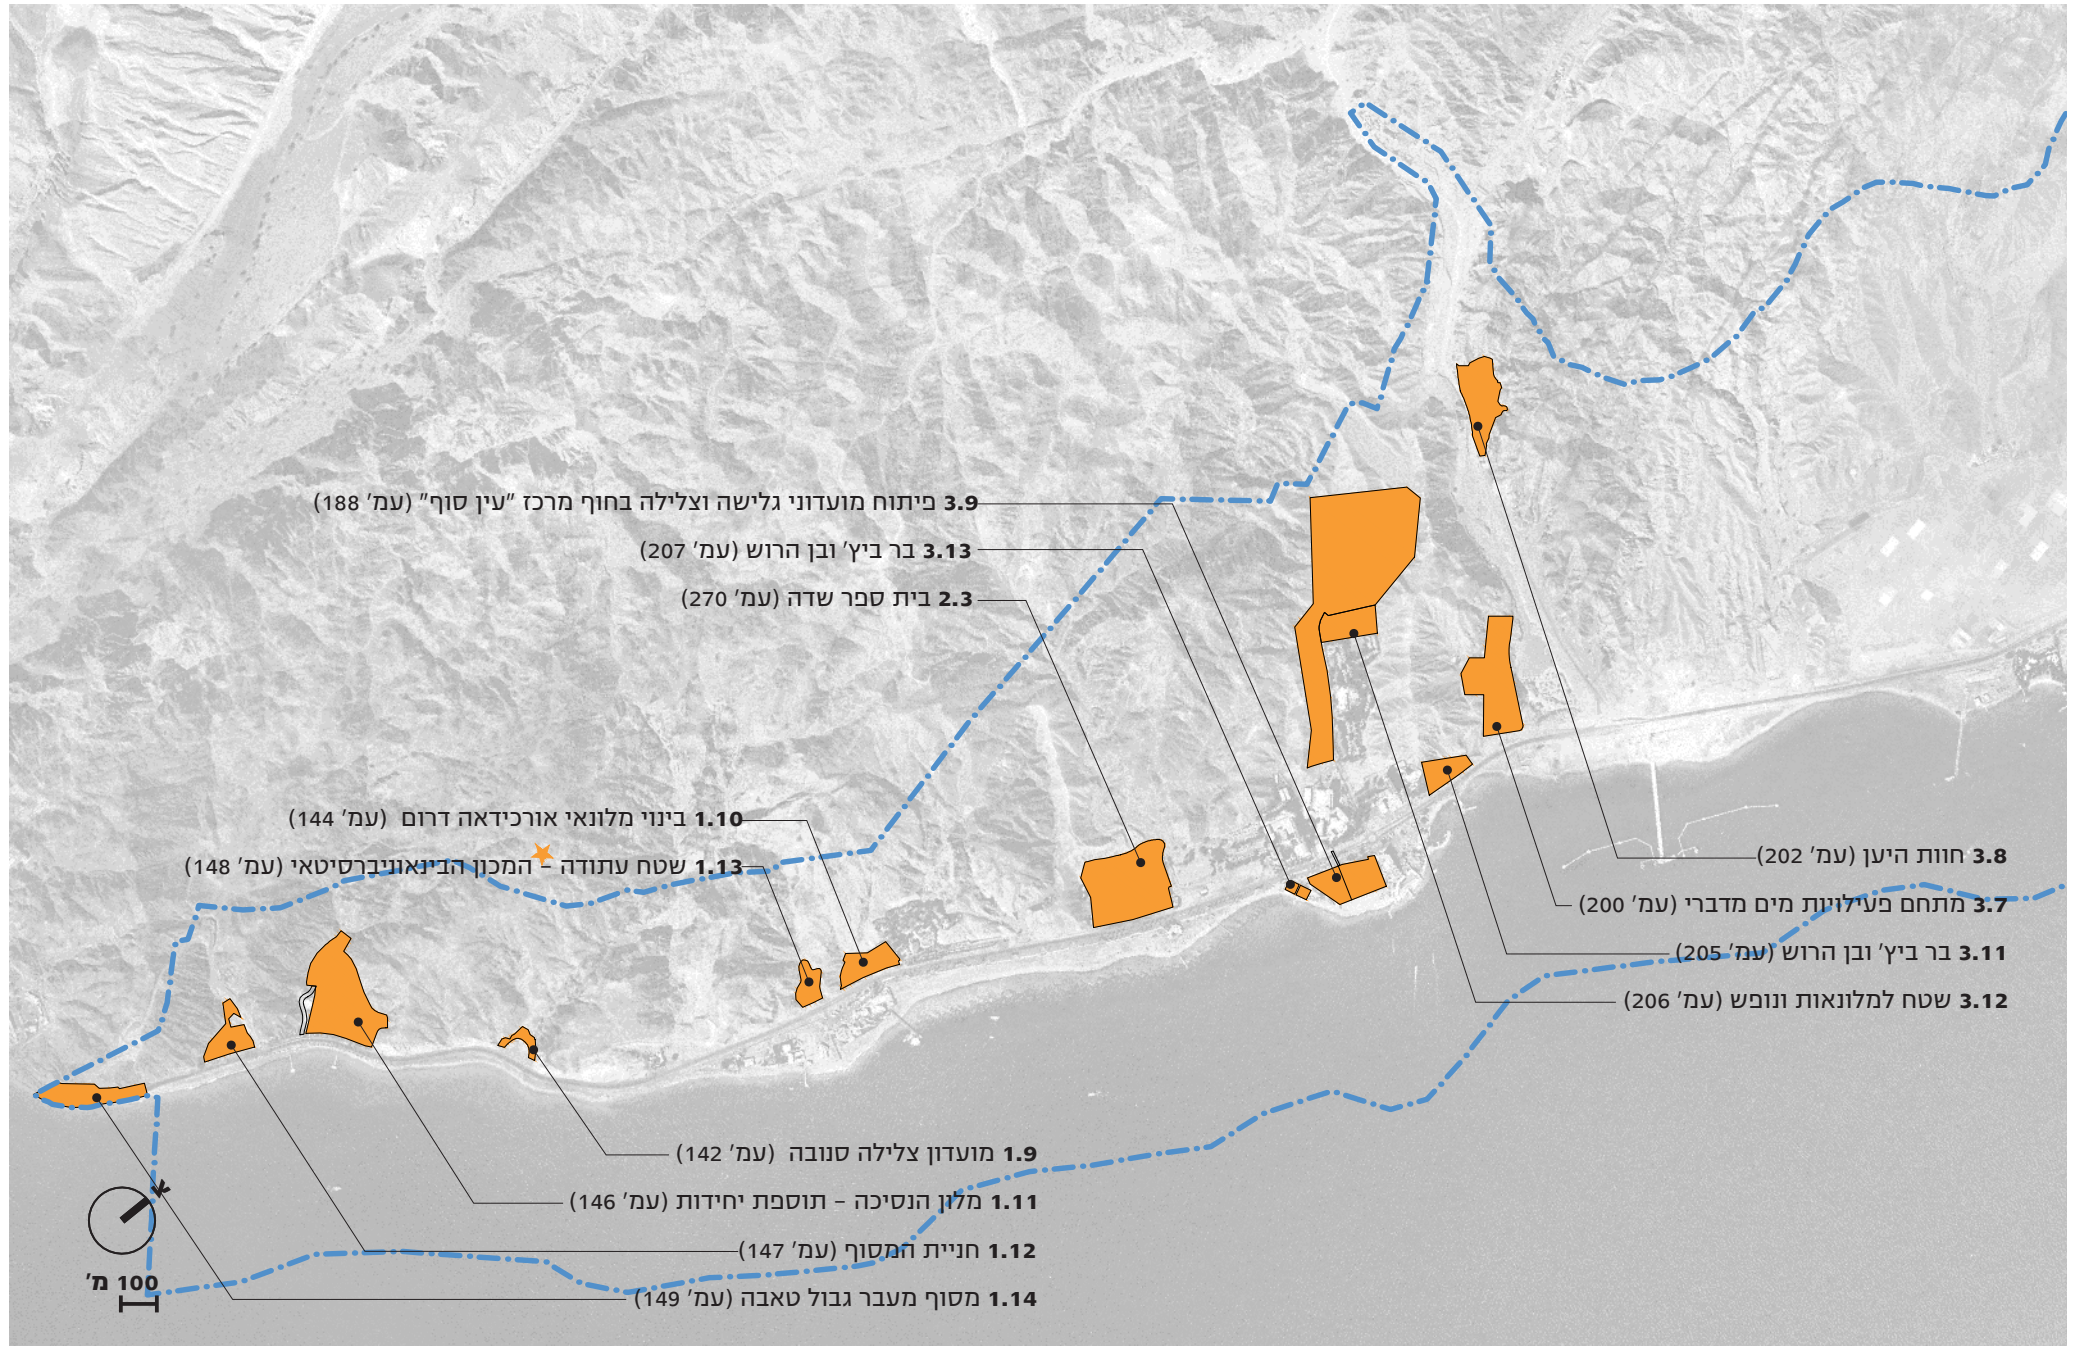 3.9 פיתוח מועדוני גלישה וצלילה בחוף מרכז "עין סוף" (עמ' 188)
3.13 בר ביץ' ובן הרוש (עמ' 207)
2.3 בית ספר שדה (עמ' 270)
1.10 בינוי מלונאי אורכידאה דרום (עמ' 144)
1.13 שטח עתודה – המכון הבינאוניברסיטאי (עמ' 148)
3.8 חוות היען (עמ' 202)
3.7 מתחם פעילויות מים מדברי (עמ' 200)
3.11 בר ביץ' ובן הרוש (עמ' 205)
3.12 שטח למלונאות ונופש (עמ' 206)
1.9 מועדון צלילה סנובה (עמ' 142)
1.11 מלון הנסיכה – תוספת יחידות (עמ' 146)
1.12 חניית המסוף (עמ' 147)
1.14 מסוף מעבר גבול טאבה (עמ' 149)
100 מ'